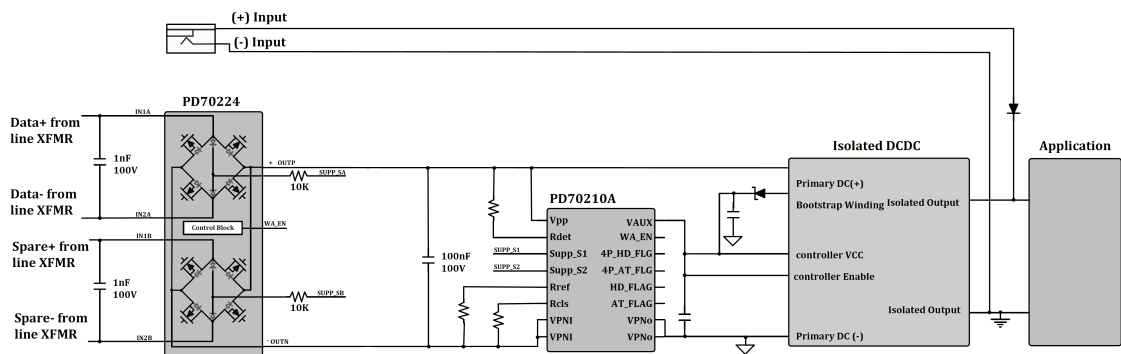 (+) Input
(-) Input
PD70224
Data+ from
line XFMR
IN1A
1nF
100V
Data- from
line XFMR
IN2A
+ OUTP
SUPP_SA
10K
Control Block
WA_EN
Spare+ from
line XFMR
IN1B
1nF
100V
Spare- from
line XFMR
IN2B
SUPP_SB
10K
- OUTN
100nF
100V
PD70210A
Vpp
Rdet
SUPP_S1
Supp_S1
SUPP_S2
Supp_S2
Rref
Rcls
VPNI
VPNI
VAUX
WA_EN
4P_HD_FLG
4P_AT_FLG
HD_FLAG
AT_FLAG
VPNo
VPNo
Isolated DCDC
Primary DC(+)
Bootstrap Winding
Isolated Output
controller VCC
controller Enable
Isolated Output
Primary DC (-)
Application